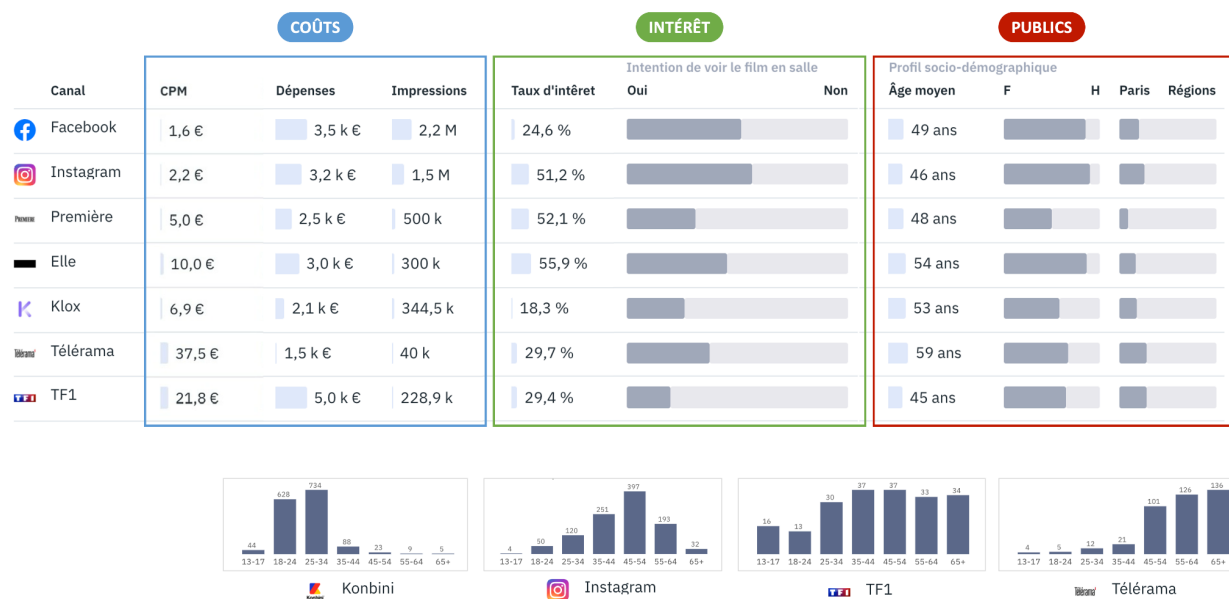 COÛTS INTÉRÊT PUBLICS
Intention de voir le film en salle Profil socio-démographique
Canal CPM Dépenses Impressions Taux d'intêret Oui Non Âge moyen F H Paris Régions
Facebook 1,6 € 3,5 k € 2,2 M 24,6 % 49 ans
Instagram 2,2 € 3,2 k € 1,5 M 51,2 % 46 ans
PREMIERE Première 5,0 € 2,5 k € 500 k 52,1 % 48 ans
Elle 10,0 € 3,0 k € 300 k 55,9 % 54 ans
Klox 6,9 € 2,1 k € 344,5 k 18,3 % 53 ans
Télérama Télérama 37,5 € 1,5 k € 40 k 29,7 % 59 ans
TF1 TF1 21,8 € 5,0 k € 228,9 k 29,4 % 45 ans
44 628 734 88 23 9 5
13-17 18-24 25-34 35-44 45-54 55-64 65+
Konbini Konbini
4 50 120 251 397 193 32
13-17 18-24 25-34 35-44 45-54 55-64 65+
Instagram
16 13 30 37 37 33 34
13-17 18-24 25-34 35-44 45-54 55-64 65+
TF1 TF1
4 5 12 21 101 126 136
13-17 18-24 25-34 35-44 45-54 55-64 65+
Télérama Télérama